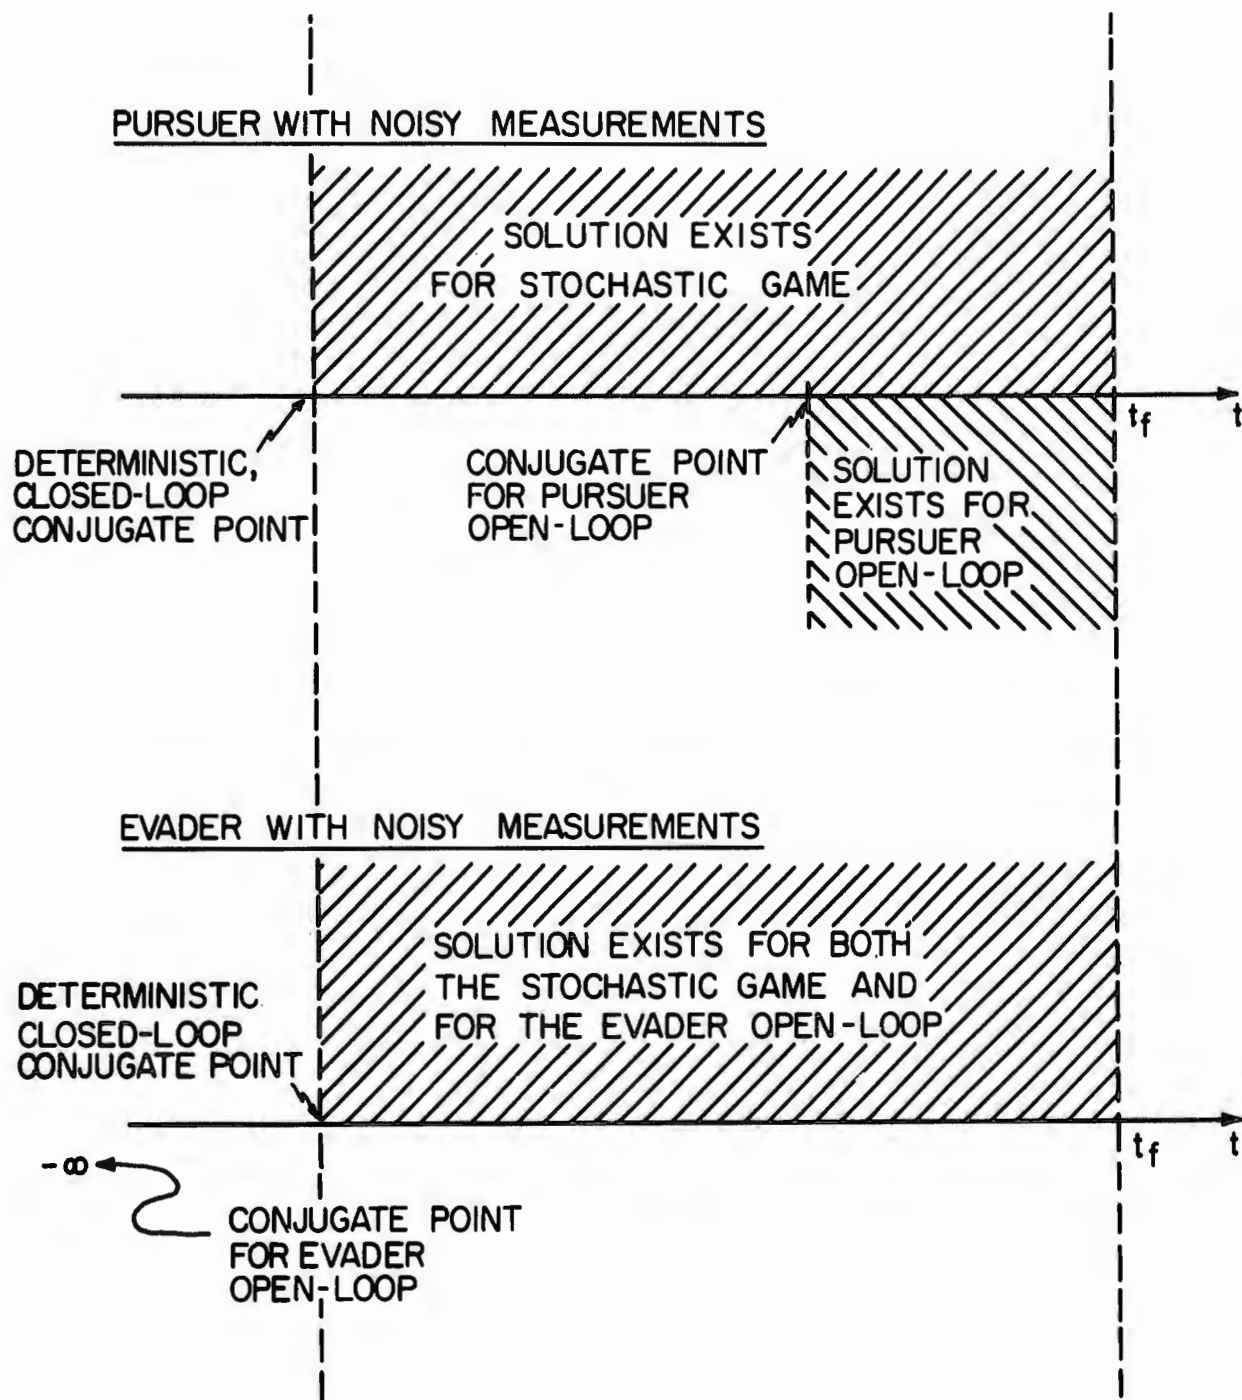 PURSUER WITH NOISY MEASUREMENTS
SOLUTION EXISTS
FOR STOCHASTIC GAME
t_f
t
DETERMINISTIC,
CLOSED-LOOP
CONJUGATE POINT
CONJUGATE POINT
FOR PURSUER
OPEN-LOOP
SOLUTION
EXISTS FOR
PURSUER
OPEN-LOOP
EVADER WITH NOISY MEASUREMENTS
SOLUTION EXISTS FOR BOTH
THE STOCHASTIC GAME AND
FOR THE EVADER OPEN-LOOP
DETERMINISTIC
CLOSED-LOOP
CONJUGATE POINT
t_f
t
-∞
CONJUGATE POINT
FOR EVADER
OPEN-LOOP